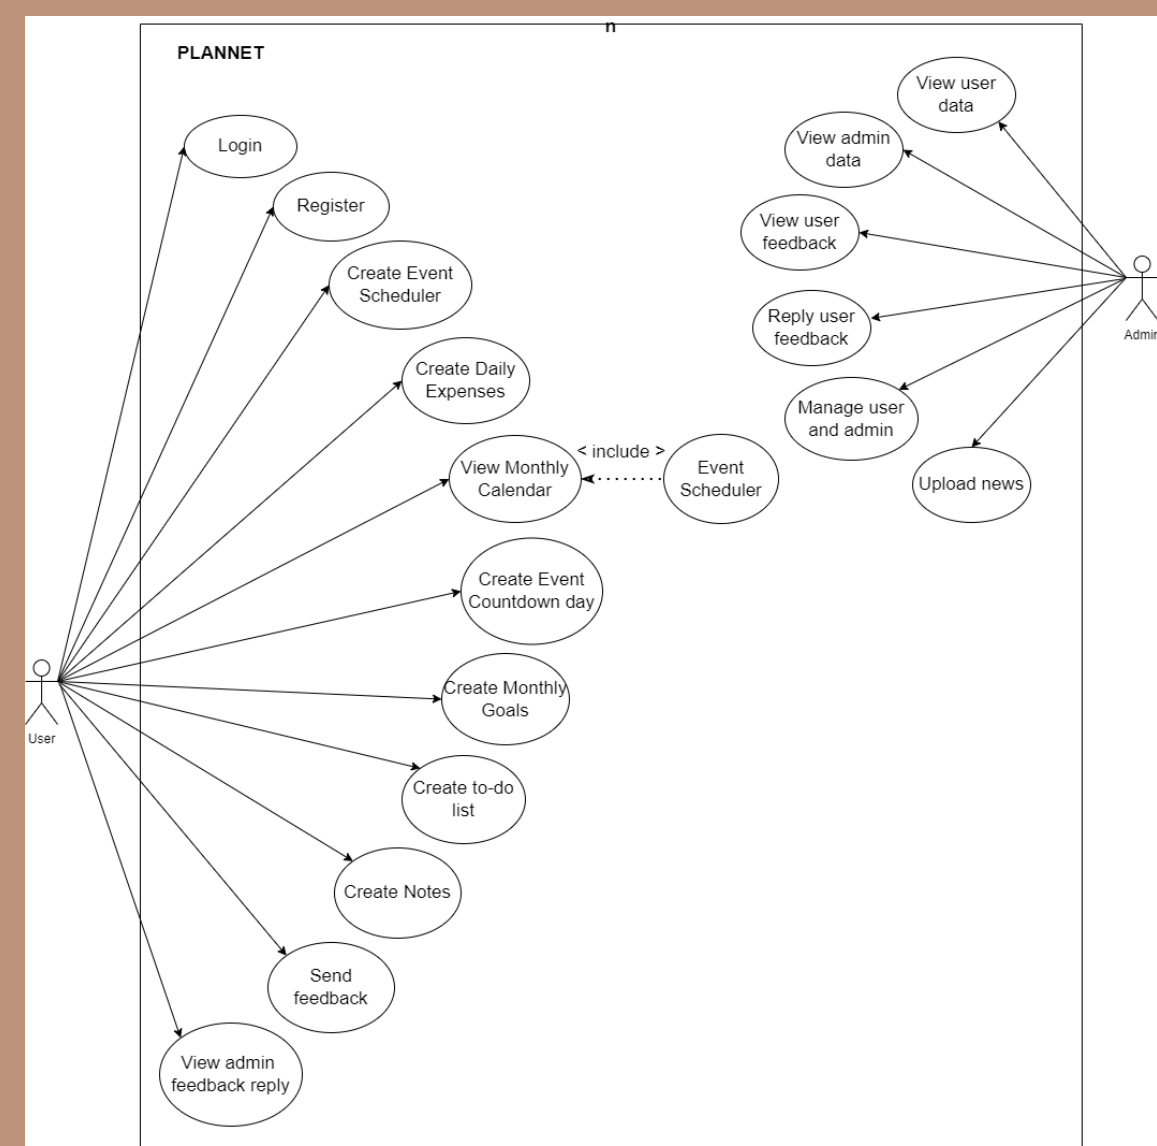 n
PLANNET
Login
Register
Create Event
Scheduler
Create Daily
Expenses
View Monthly
Calendar
< include >
Event
Scheduler
Create Event
Countdown day
Create Monthly
Goals
Create to-do
list
Create Notes
Send
feedback
View admin
feedback reply
User
View user
data
View admin
data
View user
feedback
Reply user
feedback
Manage user
and admin
Upload news
Admin